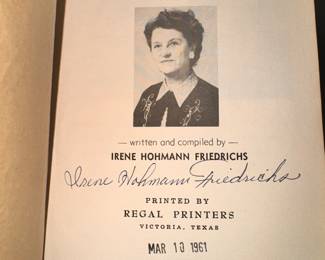 — written and compiled by —
IRENE HOHMANN FRIEDRICHS
Irene Hohmann Friedrichs
PRINTED BY
REGAL PRINTERS
VICTORIA, TEXAS
MAR 10 1961